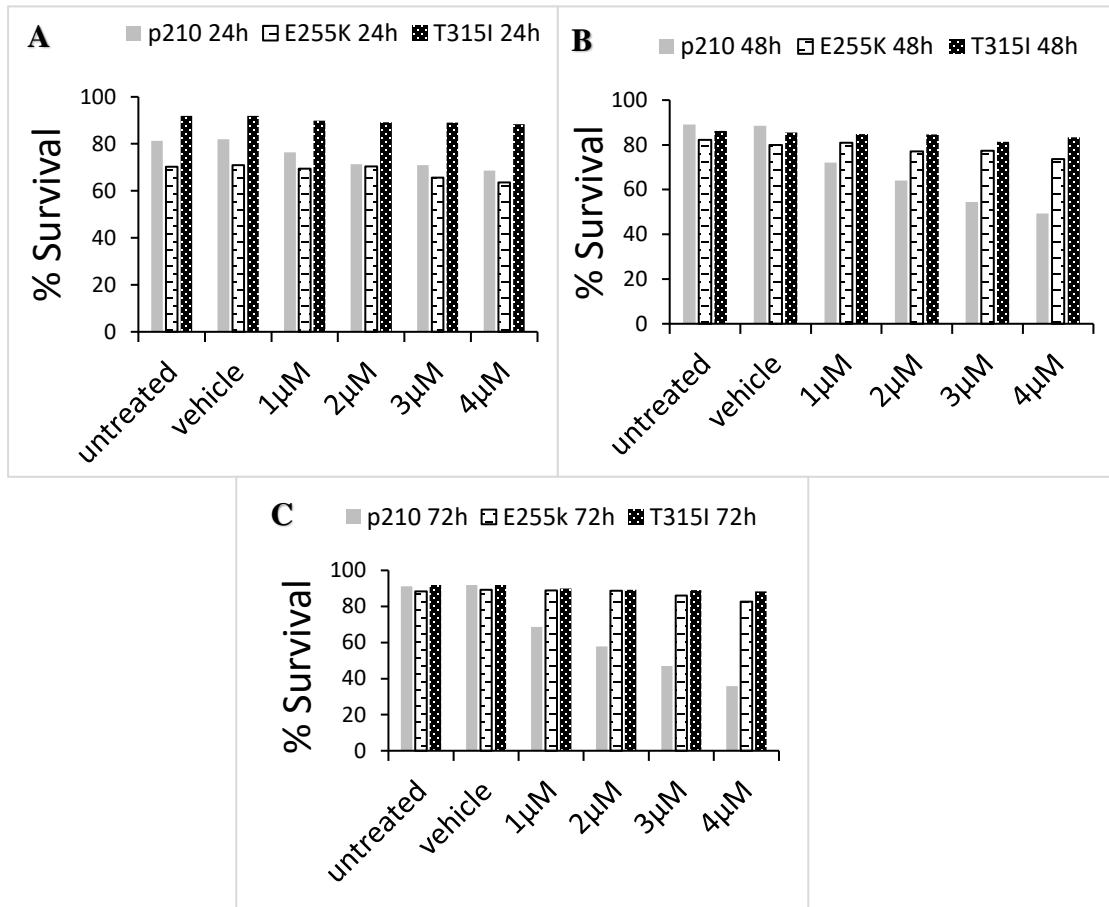 A
p210 24h E255K 24h T315I 24h
100
80
60
40
20
0
% Survival
untreated vehicle 1µM 2µM 3µM 4µM
B
p210 48h E255K 48h T315I 48h
100
80
60
40
20
0
% Survival
untreated vehicle 1µM 2µM 3µM 4µM
C
p210 72h E255k 72h T315I 72h
100
80
60
40
20
0
% Survival
untreated vehicle 1µM 2µM 3µM 4µM